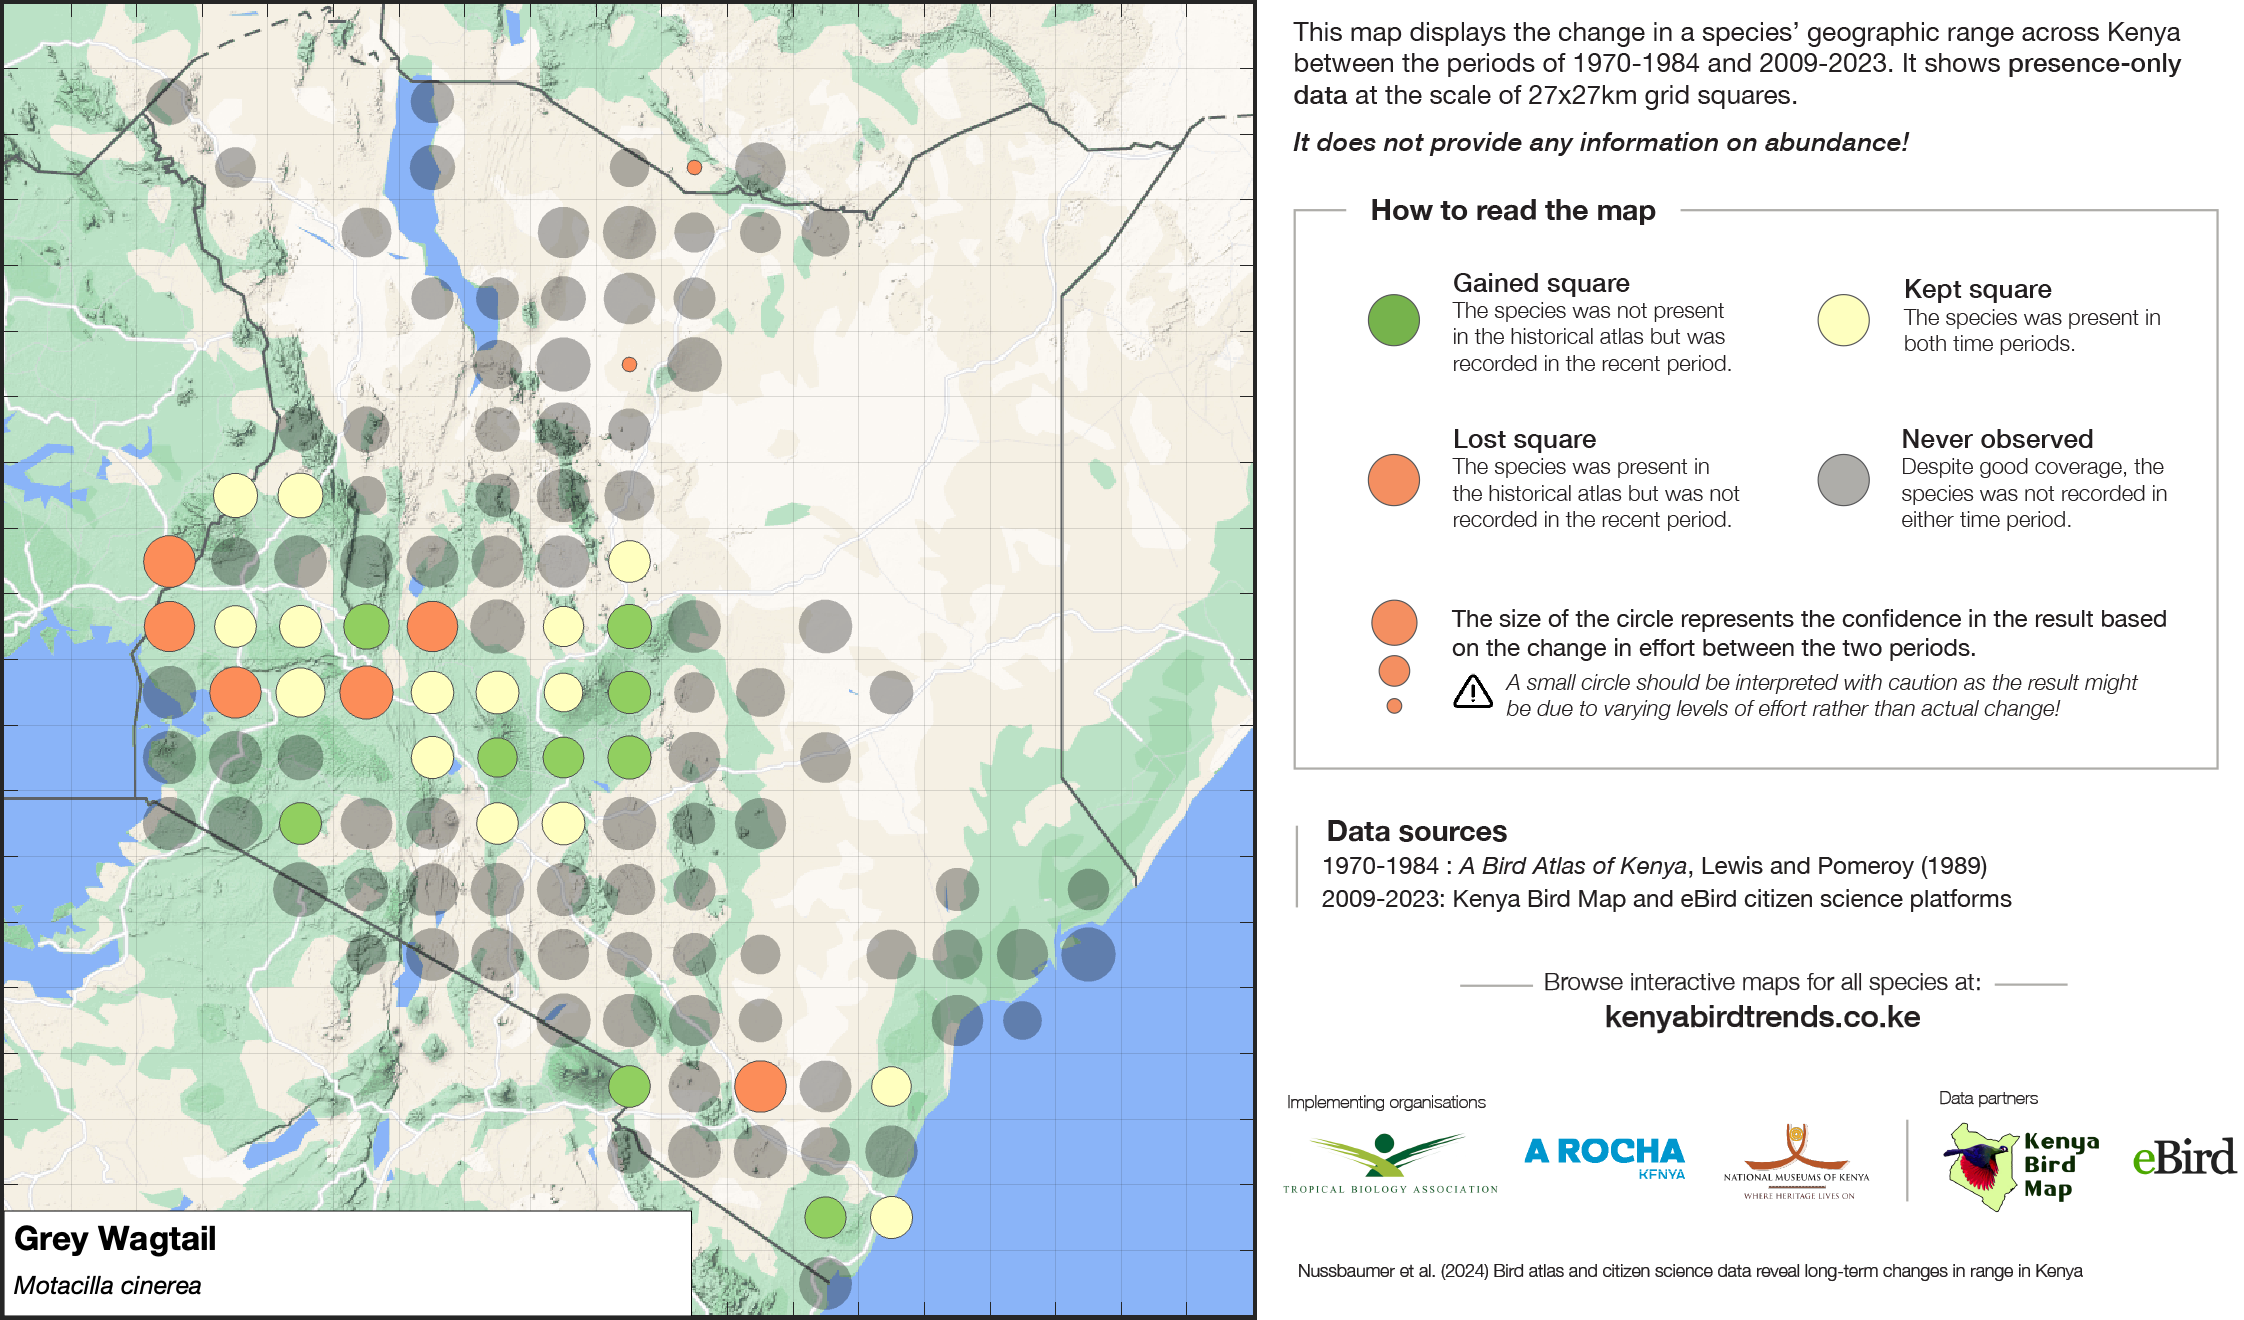 This map displays the change in a species’ geographic range across Kenya
between the periods of 1970-1984 and 2009-2023. It shows presence-only
data at the scale of 27x27km grid squares.
It does not provide any information on abundance!
How to read the map
Gained square
The species was not present
in the historical atlas but was
recorded in the recent period.
Kept square
The species was present in
both time periods.
Lost square
The species was present in
the historical atlas but was not
recorded in the recent period.
Never observed
Despite good coverage, the
species was not recorded in
either time period.
The size of the circle represents the confidence in the result based
on the change in effort between the two periods.
A small circle should be interpreted with caution as the result might
be due to varying levels of effort rather than actual change!
Data sources
1970-1984 : A Bird Atlas of Kenya, Lewis and Pomeroy (1989)
2009-2023: Kenya Bird Map and eBird citizen science platforms
Browse interactive maps for all species at:
kenyabirdtrends.co.ke
Implementing organisations
Data partners
TROPICAL BIOLOGY ASSOCIATION
A ROCHA
KENYA
NATIONAL MUSEUMS OF KENYA
WHERE HERITAGE LIVES ON
Kenya
Bird
Map
eBird
Nussbaumer et al. (2024) Bird atlas and citizen science data reveal long-term changes in range in Kenya
Grey Wagtail
Motacilla cinerea